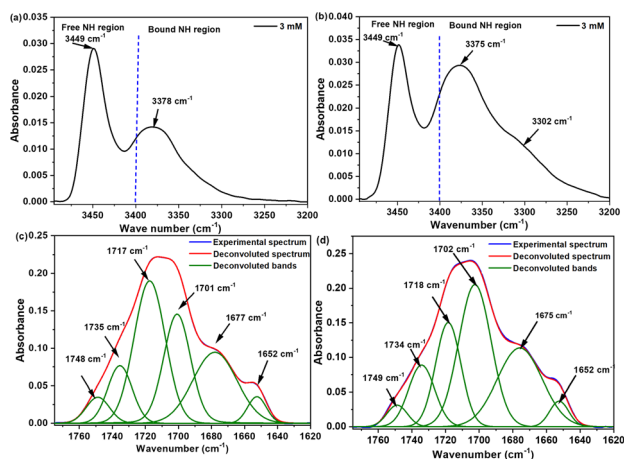 (a)
Free NH region
Bound NH region
3 mM
3449 cm-1
3378 cm-1
Absorbance
0.035
0.030
0.025
0.020
0.015
0.010
0.005
0.000
3450 3400 3350 3300 3250 3200
Wave number (cm-1)
(b)
Free NH region
Bound NH region
3 mM
3449 cm-1
3375 cm-1
3302 cm-1
Absorbance
0.040
0.035
0.030
0.025
0.020
0.015
0.010
0.005
0.000
3450 3400 3350 3300 3250 3200
Wavenumber (cm-1)
(c)
Experimental spectrum
Deconvoluted spectrum
Deconvoluted bands
1717 cm-1
1701 cm-1
1735 cm-1
1677 cm-1
1748 cm-1
1652 cm-1
Absorbance
0.25
0.20
0.15
0.10
0.05
0.00
1760 1740 1720 1700 1680 1660 1640 1620
Wavenumber (cm-1)
(d)
Experimental spectrum
Deconvoluted spectrum
Deconvoluted bands
1702 cm-1
1718 cm-1
1734 cm-1
1675 cm-1
1749 cm-1
1652 cm-1
Absorbance
0.25
0.20
0.15
0.10
0.05
0.00
1760 1740 1720 1700 1680 1660 1640 1620
Wavenumber (cm-1)